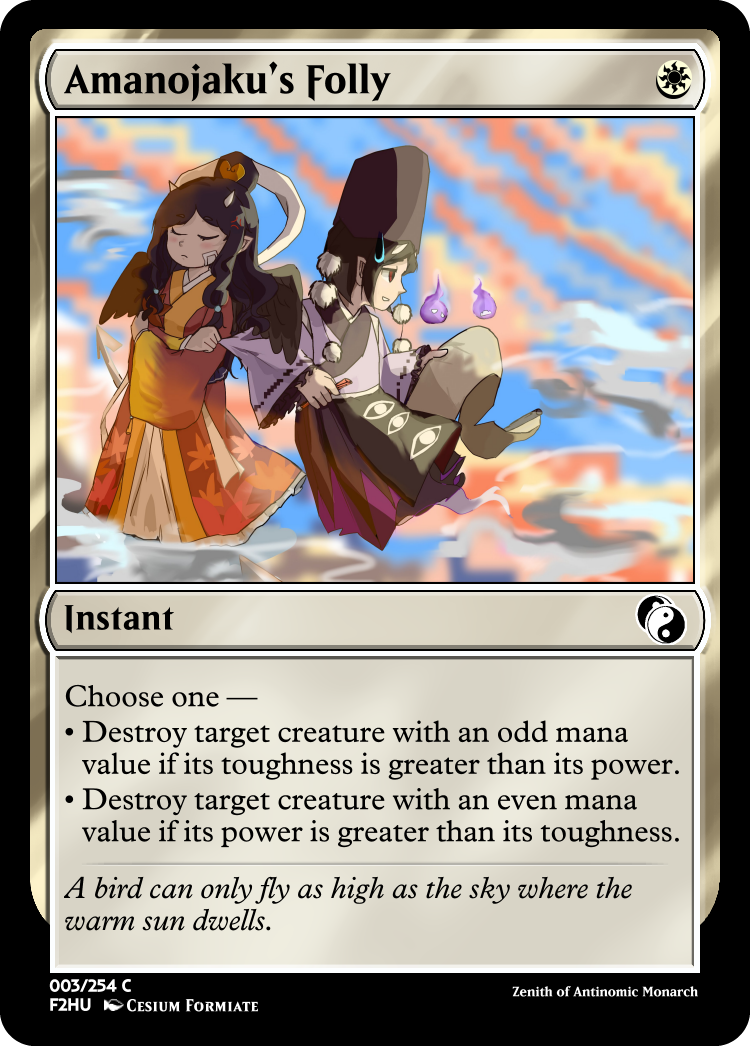 Amanojaku's Folly
Instant
Choose one —
• Destroy target creature with an odd mana
value if its toughness is greater than its power.
• Destroy target creature with an even mana
value if its power is greater than its toughness.
A bird can only fly as high as the sky where the
warm sun dwells.
003/254 C
F2HU Cesium Formiate
Zenith of Antinomic Monarch